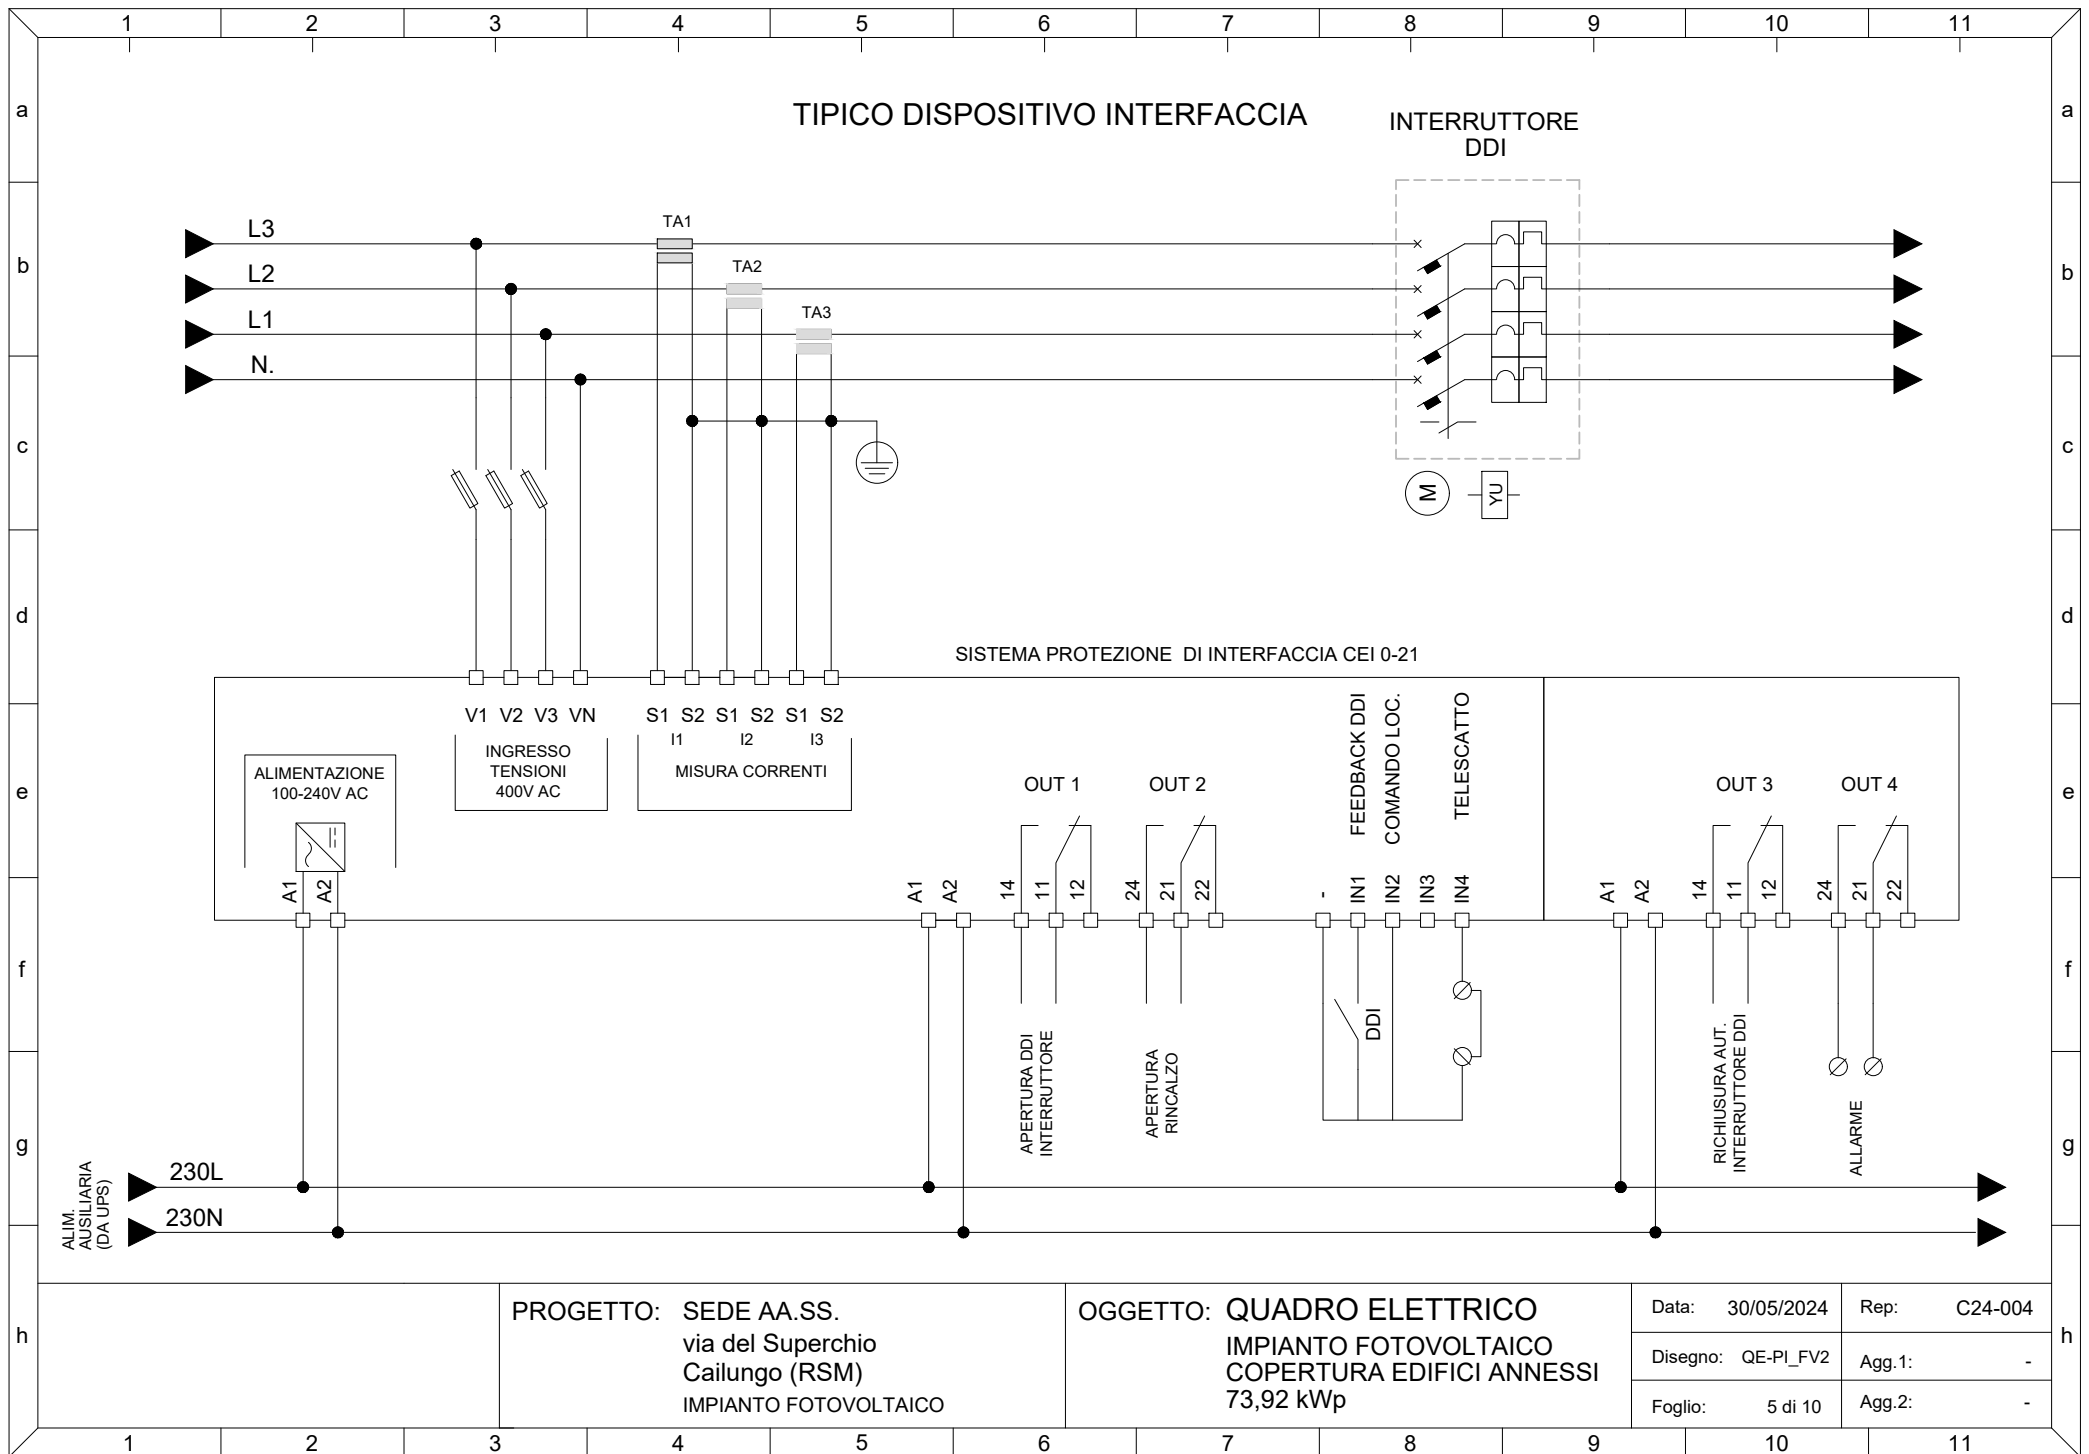 1 2 3 4 5 6 7 8 9 10 11
a a
TIPICO DISPOSITIVO INTERFACCIA
INTERRUTTORE
DDI
b b
L3
TA1
L2
TA2
L1
TA3
N.
c c
M
YU
d d
SISTEMA PROTEZIONE DI INTERFACCIA CEI 0-21
e e
V1 V2 V3 VN
S1 S2 S1 S2 S1 S2
I1 I2 I3
INGRESSO
TENSIONI
400V AC
MISURA CORRENTI
ALIMENTAZIONE
100-240V AC
OUT 1
OUT 2
FEEDBACK DDI
COMANDO LOC.
TELESCATTO
OUT 3
OUT 4
A1 A2
A1 A2
14 11 12
24 21 22
- IN1 IN2 IN3 IN4
A1 A2
14 11 12
24 21 22
f f
DDI
APERTURA DDI
INTERRUTTORE
APERTURA
RINCALZO
RICHIUSURA AUT.
INTERRUTTORE DDI
ALLARME
g g
ALIM.
AUSILIARIA
(DA UPS)
230L
230N
h h
PROGETTO: SEDE AA.SS.
via del Superchio
Cailungo (RSM)
IMPIANTO FOTOVOLTAICO
OGGETTO: QUADRO ELETTRICO
IMPIANTO FOTOVOLTAICO
COPERTURA EDIFICI ANNESSI
73,92 kWp
Data: 30/05/2024
Rep: C24-004
Disegno: QE-PI_FV2
Agg.1: -
Foglio: 5 di 10
Agg.2: -
1 2 3 4 5 6 7 8 9 10 11